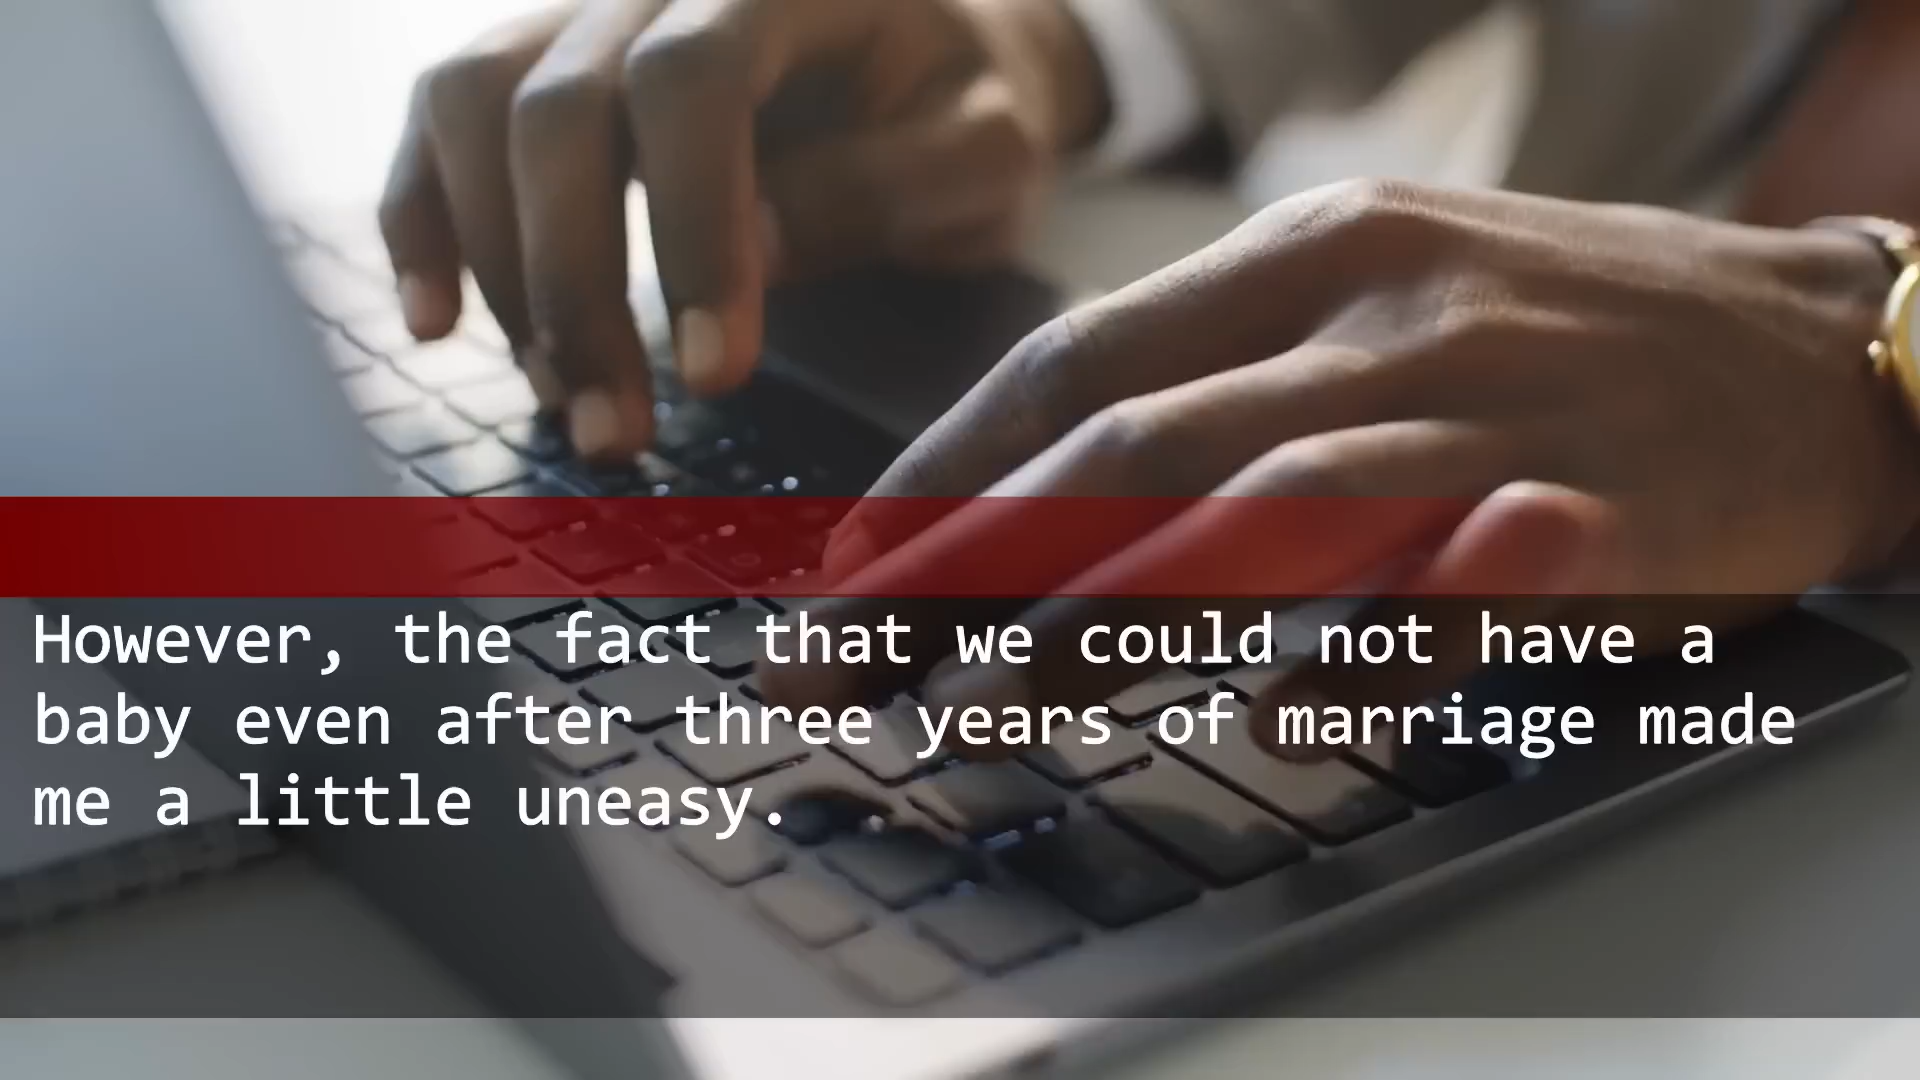 However, the fact that we could not have a
baby even after three years of marriage made
me a little uneasy.